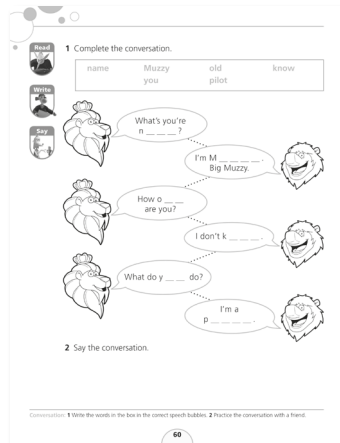 Read
1 Complete the conversation.
name Muzzy old know
you pilot
Write
Say
What's you're
n _ _ _ ?
I'm M _ _ _ _ .
Big Muzzy.
How o _ _
are you?
I don't k _ _ _ .
What do y _ _ do?
I'm a
p _ _ _ _ .
2 Say the conversation.
Conversation: 1 Write the words in the box in the correct speech bubbles. 2 Practice the conversation with a friend.
60